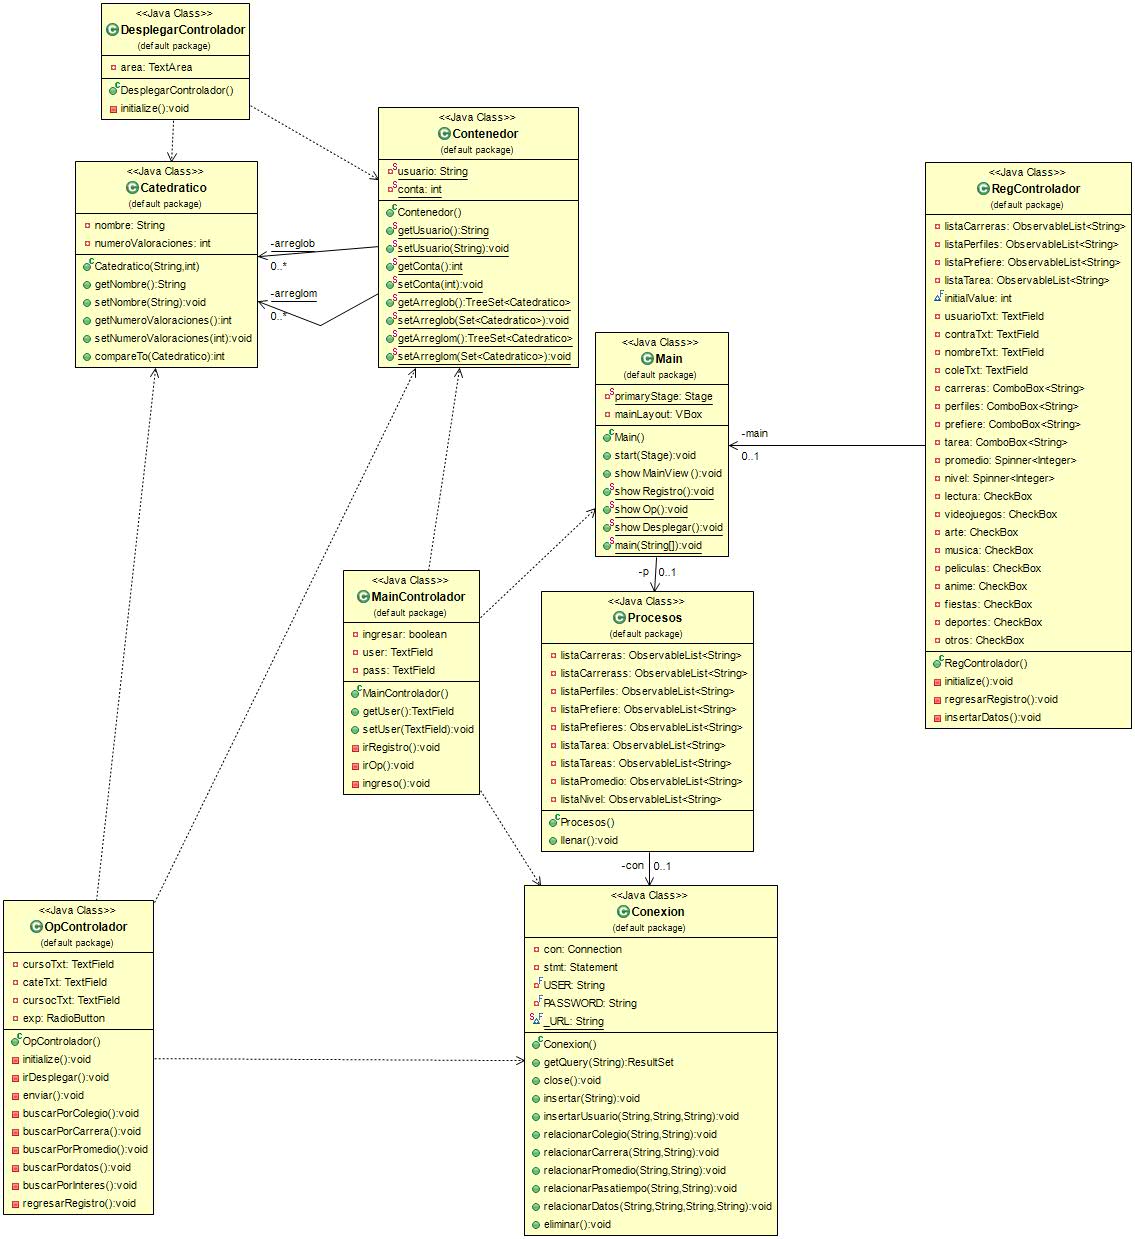 <<Java Class>>
DesplegarControlador
(default package)
area: TextArea
DesplegarControlador()
initialize():void
<<Java Class>>
Contenedor
(default package)
usuario: String
conta: int
Contenedor()
getUsuario():String
setUsuario(String):void
getConta():int
setConta(int):void
getArreglob():TreeSet<Catedratico>
setArreglob(Set<Catedratico>):void
getArreglom():TreeSet<Catedratico>
setArreglom(Set<Catedratico>):void
<<Java Class>>
Catedratico
(default package)
nombre: String
numeroValoraciones: int
Catedratico(String,int)
getNombre():String
setNombre(String):void
getNumeroValoraciones():int
setNumeroValoraciones(int):void
compareTo(Catedratico):int
-arreglob
0..*
-arreglom
0..*
<<Java Class>>
RegControlador
(default package)
listaCarreras: ObservableList<String>
listaPerfiles: ObservableList<String>
listaPrefiere: ObservableList<String>
listaTarea: ObservableList<String>
initialValue: int
usuarioTxt: TextField
contraTxt: TextField
nombreTxt: TextField
coleTxt: TextField
carreras: ComboBox<String>
perfiles: ComboBox<String>
prefiere: ComboBox<String>
tarea: ComboBox<String>
promedio: Spinner<Integer>
nivel: Spinner<Integer>
lectura: CheckBox
videojuegos: CheckBox
arte: CheckBox
musica: CheckBox
peliculas: CheckBox
anime: CheckBox
fiestas: CheckBox
deportes: CheckBox
otros: CheckBox
RegControlador()
initialize():void
regresarRegistro():void
insertarDatos():void
<<Java Class>>
Main
(default package)
primaryStage: Stage
mainLayout: VBox
Main()
start(Stage):void
showMainView():void
showRegistro():void
showOp():void
showDesplegar():void
main(String[]):void
-main
0..1
-p
0..1
<<Java Class>>
MainControlador
(default package)
ingresar: boolean
user: TextField
pass: TextField
MainControlador()
getUser():TextField
setUser(TextField):void
irRegistro():void
irOp():void
ingreso():void
<<Java Class>>
Procesos
(default package)
listaCarreras: ObservableList<String>
listaCarrerass: ObservableList<String>
listaPerfiles: ObservableList<String>
listaPrefiere: ObservableList<String>
listaPrefieres: ObservableList<String>
listaTarea: ObservableList<String>
listaTareas: ObservableList<String>
listaPromedio: ObservableList<String>
listaNivel: ObservableList<String>
Procesos()
llenar():void
-con
0..1
<<Java Class>>
OpControlador
(default package)
cursoTxt: TextField
cateTxt: TextField
cursocTxt: TextField
exp: RadioButton
OpControlador()
initialize():void
irDesplegar():void
enviar():void
buscarPorColegio():void
buscarPorCarrera():void
buscarPorPromedio():void
buscarPordatos():void
buscarPorInteres():void
regresarRegistro():void
<<Java Class>>
Conexion
(default package)
con: Connection
stmt: Statement
USER: String
PASSWORD: String
_URL: String
Conexion()
getQuery(String):ResultSet
close():void
insertar(String):void
insertarUsuario(String,String,String):void
relacionarColegio(String,String):void
relacionarCarrera(String,String):void
relacionarPromedio(String,String):void
relacionarPasatiempo(String,String):void
relacionarDatos(String,String,String,String):void
eliminar():void